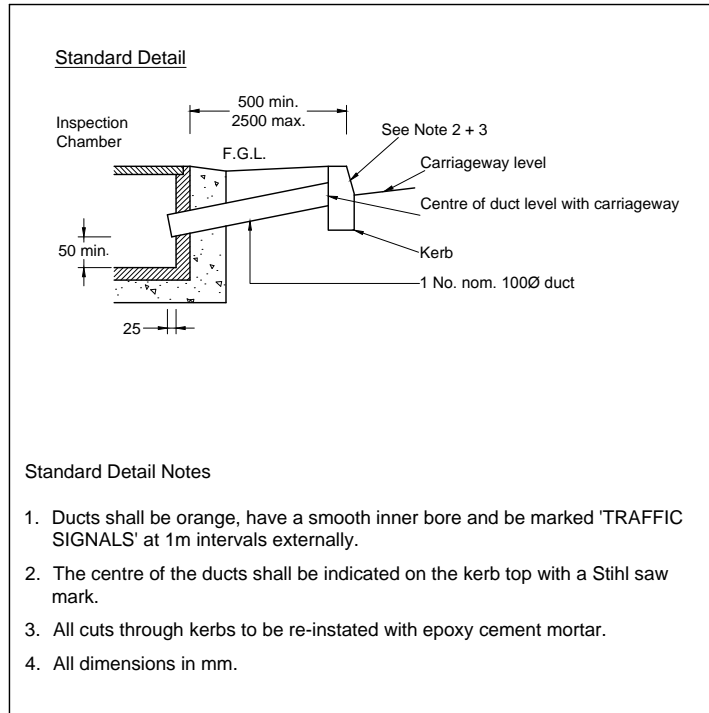 Standard Detail
500 min.
2500 max.
Inspection
Chamber
See Note 2 + 3
F.G.L.
Carriageway level
Centre of duct level with carriageway
50 min.
Kerb
1 No. nom. 100Ø duct
25
Standard Detail Notes
1. Ducts shall be orange, have a smooth inner bore and be marked 'TRAFFIC
SIGNALS' at 1m intervals externally.
2. The centre of the ducts shall be indicated on the kerb top with a Stihl saw
mark.
3. All cuts through kerbs to be re-instated with epoxy cement mortar.
4. All dimensions in mm.